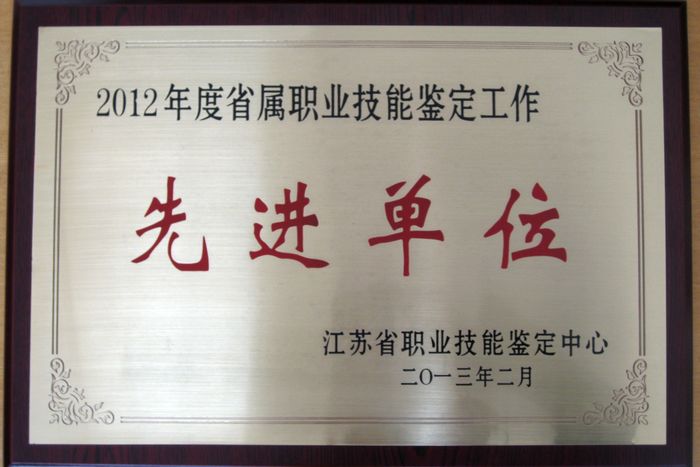 2012年度省属职业技能鉴定工作
先进单位
江苏省职业技能鉴定中心
二〇一三年二月